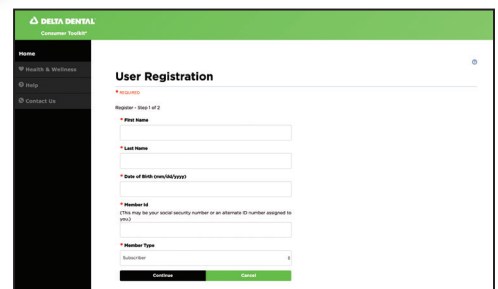 DELTA DENTAL
Consumer Toolkit®
Home
Health & Wellness
Help
Contact Us
User Registration
* REQUIRED
Register - Step 1 of 2
* First Name
* Last Name
* Date of Birth (mm/dd/yyyy)
* Member Id
(This may be your social security number or an alternate ID number assigned to
you.)
* Member Type
Subscriber
Continue
Cancel